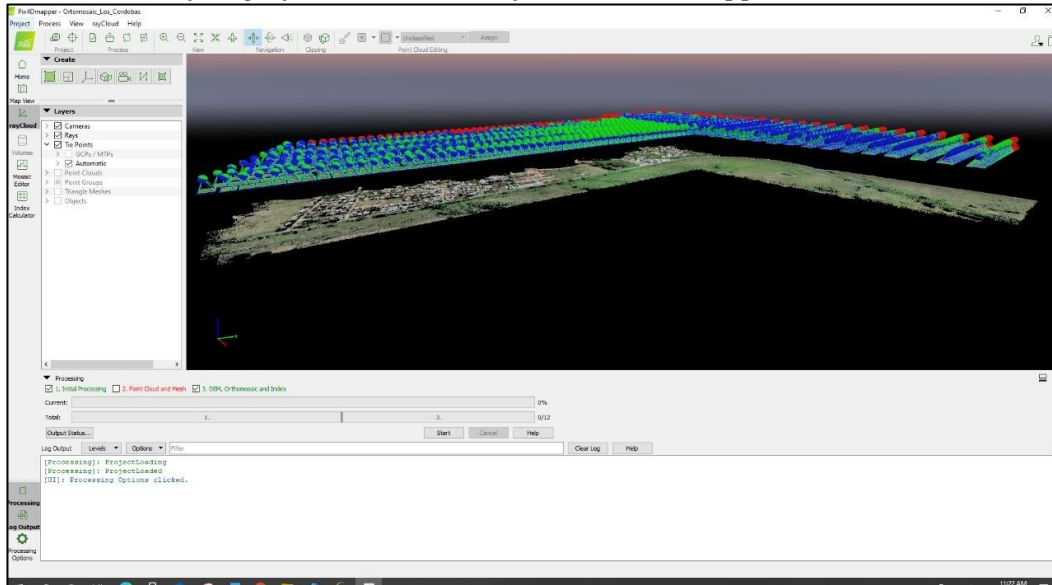 Pix4Dmapper - Ortomosaic_Los_Cordobas
Project Process View rayCloud Help
Unclassified Assign
Project Process View Navigation Clipping Point Cloud Editing
Home
Map View
rayCloud
Volumes
Mosaic Editor
Index Calculator
Create
Layers
Cameras
Rays
Tie Points
GCPs / MTPs
Automatic
Point Clouds
Point Groups
Triangle Meshes
Objects
Processing
1. Initial Processing 2. Point Cloud and Mesh 3. DSM, Orthomosaic and Index
Current: 0%
Total: 1. 3. 0/12
Output Status... Start Cancel Help
Log Output Levels Options Filter Clear Log Help
[Processing]: ProjectLoading
[Processing]: ProjectLoaded
[UI]: Processing Options clicked.
Processing
Log Output
Processing Options
11:22 AM